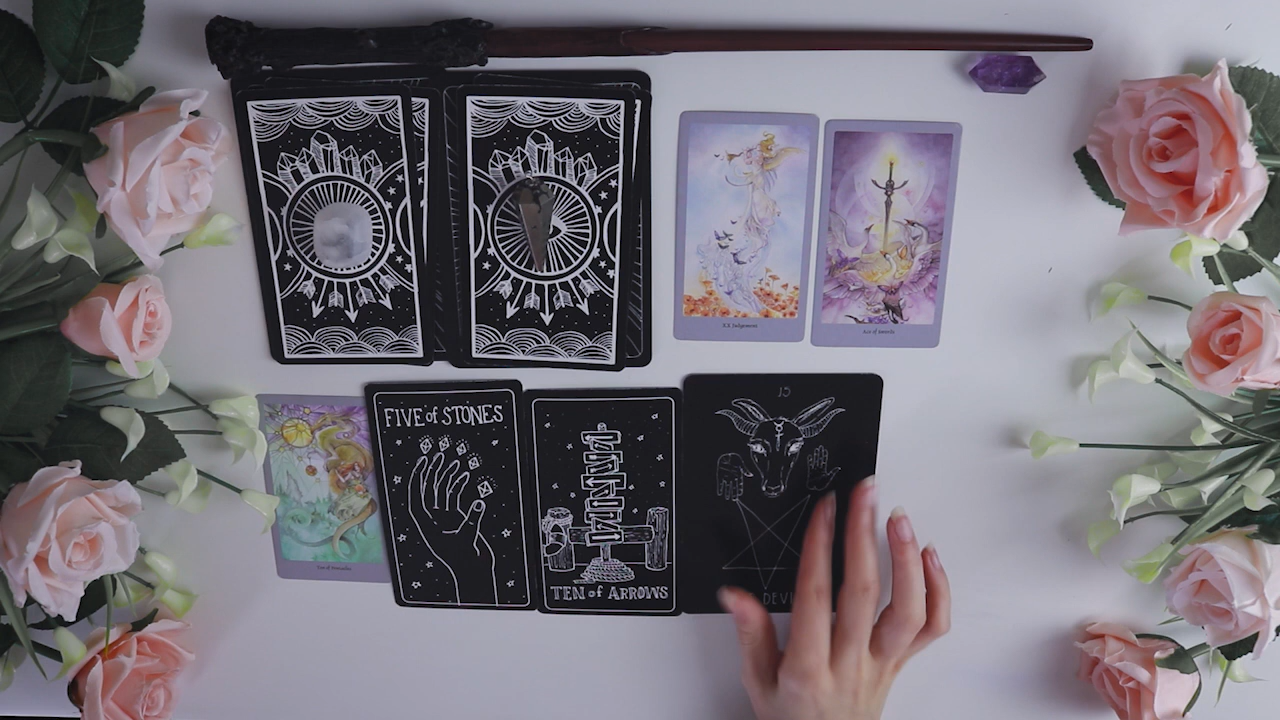 XX Judgement
Ace of Swords
FIVE of STONES
TEN of ARROWS
15
DEVI